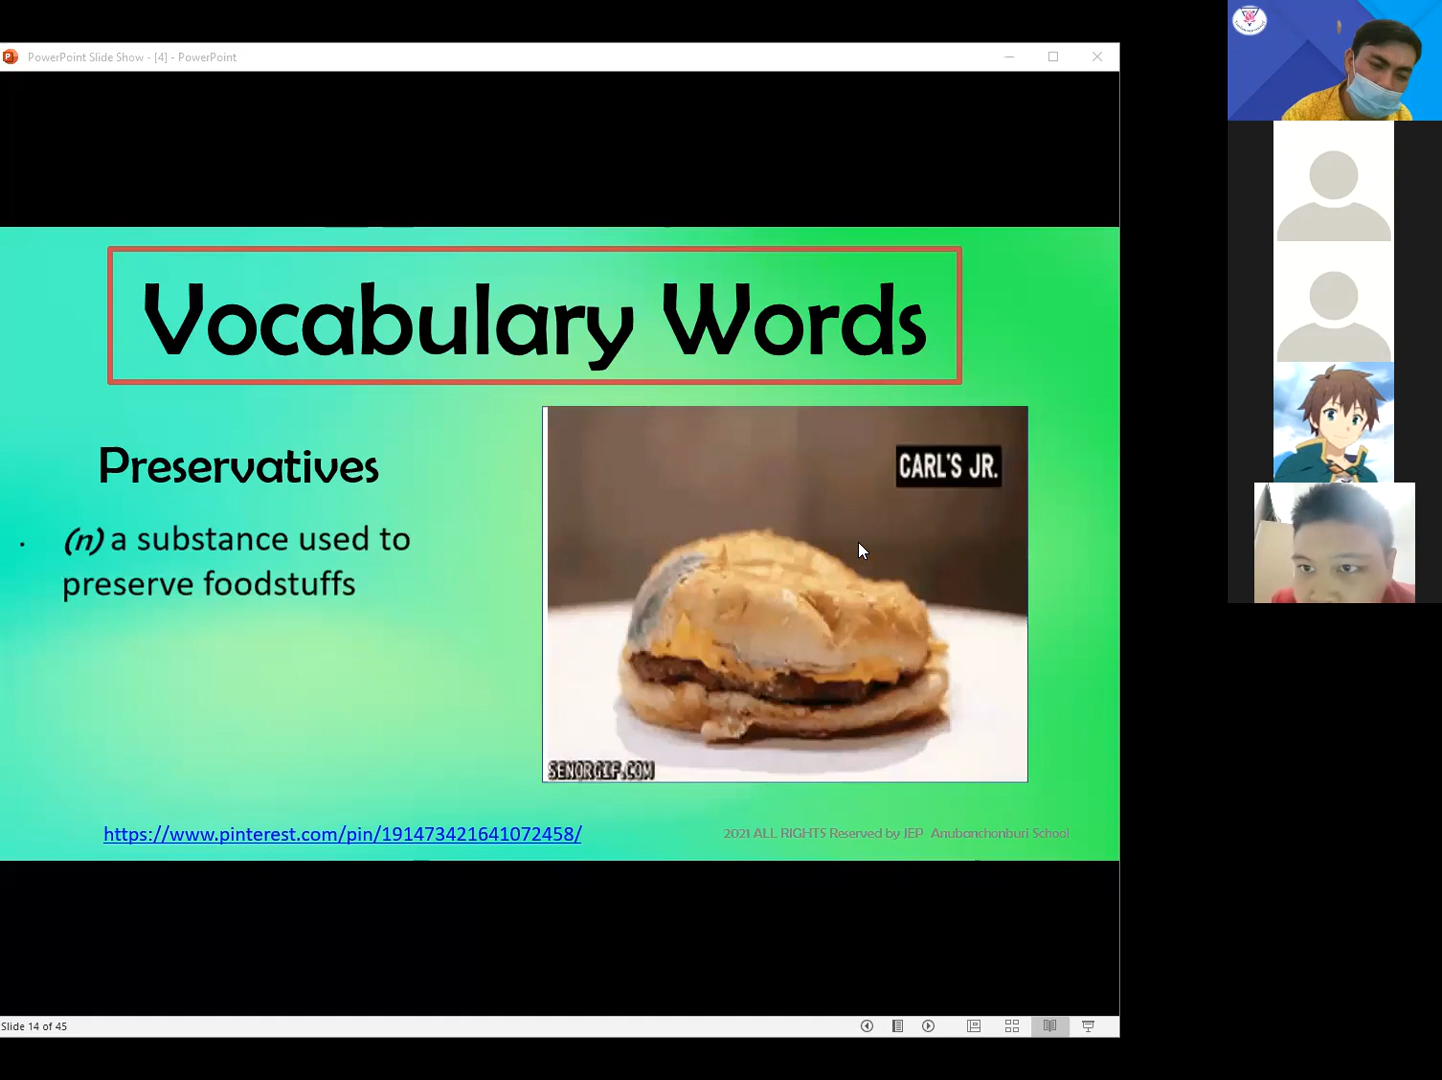 PowerPoint Slide Show - [4] - PowerPoint
Vocabulary Words
CARL'S JR.
Preservatives
(n) a substance used to
preserve foodstuffs
SENORGIF.COM
https://www.pinterest.com/pin/191473421641072458/
2021 ALL RIGHTS Reserved by JEP Anubanchonburi School
Slide 14 of 45